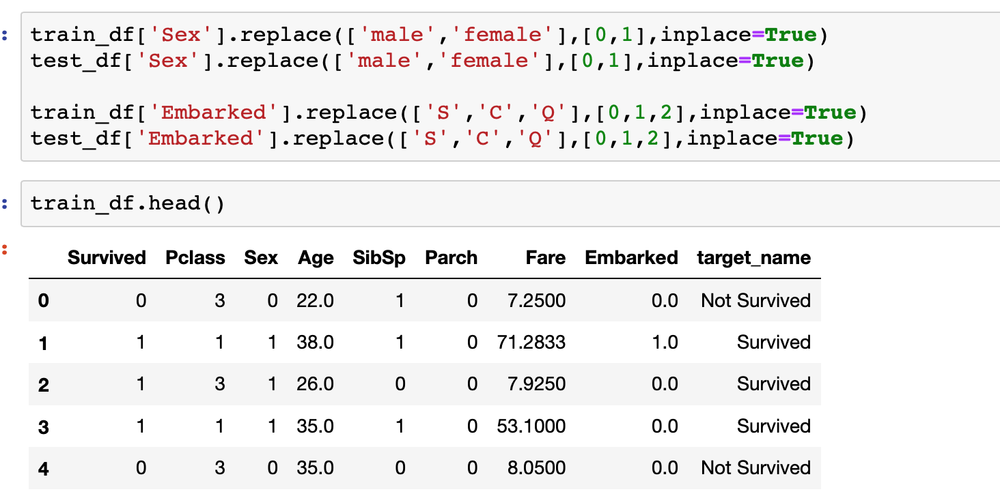 train_df['Sex'].replace(['male','female'],[0,1],inplace=True)
test_df['Sex'].replace(['male','female'],[0,1],inplace=True)
train_df['Embarked'].replace(['S','C','Q'],[0,1,2],inplace=True)
test_df['Embarked'].replace(['S','C','Q'],[0,1,2],inplace=True)
train_df.head()
Survived Pclass Sex Age SibSp Parch Fare Embarked target_name
0 0 3 0 22.0 1 0 7.2500 0.0 Not Survived
1 1 1 1 38.0 1 0 71.2833 1.0 Survived
2 1 3 1 26.0 0 0 7.9250 0.0 Survived
3 1 1 1 35.0 1 0 53.1000 0.0 Survived
4 0 3 0 35.0 0 0 8.0500 0.0 Not Survived